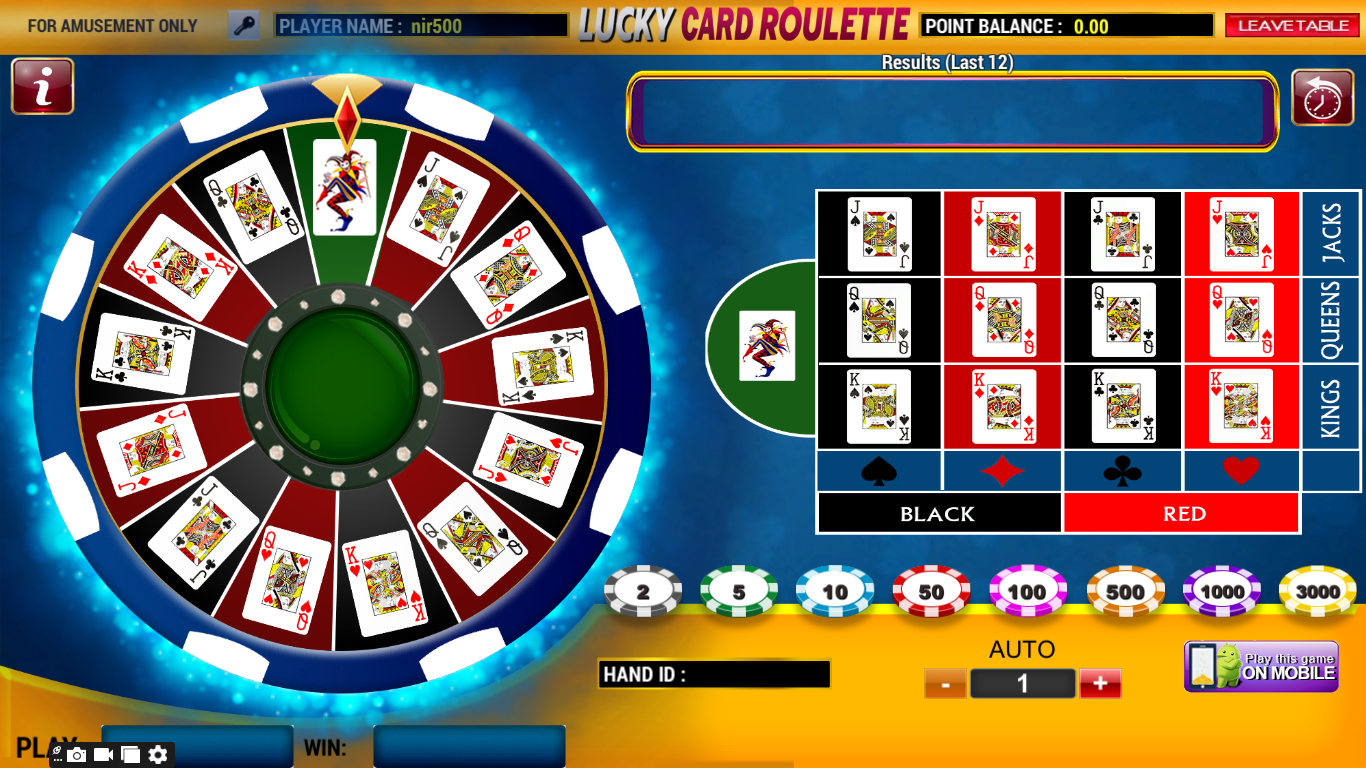 FOR AMUSEMENT ONLY
PLAYER NAME : nir500
LUCKY CARD ROULETTE
POINT BALANCE : 0.00
LEAVE TABLE
i
Results (Last 12)
J J J J JACKS
Q Q Q Q QUEENS
K K K K KINGS
BLACK RED
2 5 10 50 100 500 1000 3000
AUTO
HAND ID :
- 1 +
Play this game
ON MOBILE
WIN: